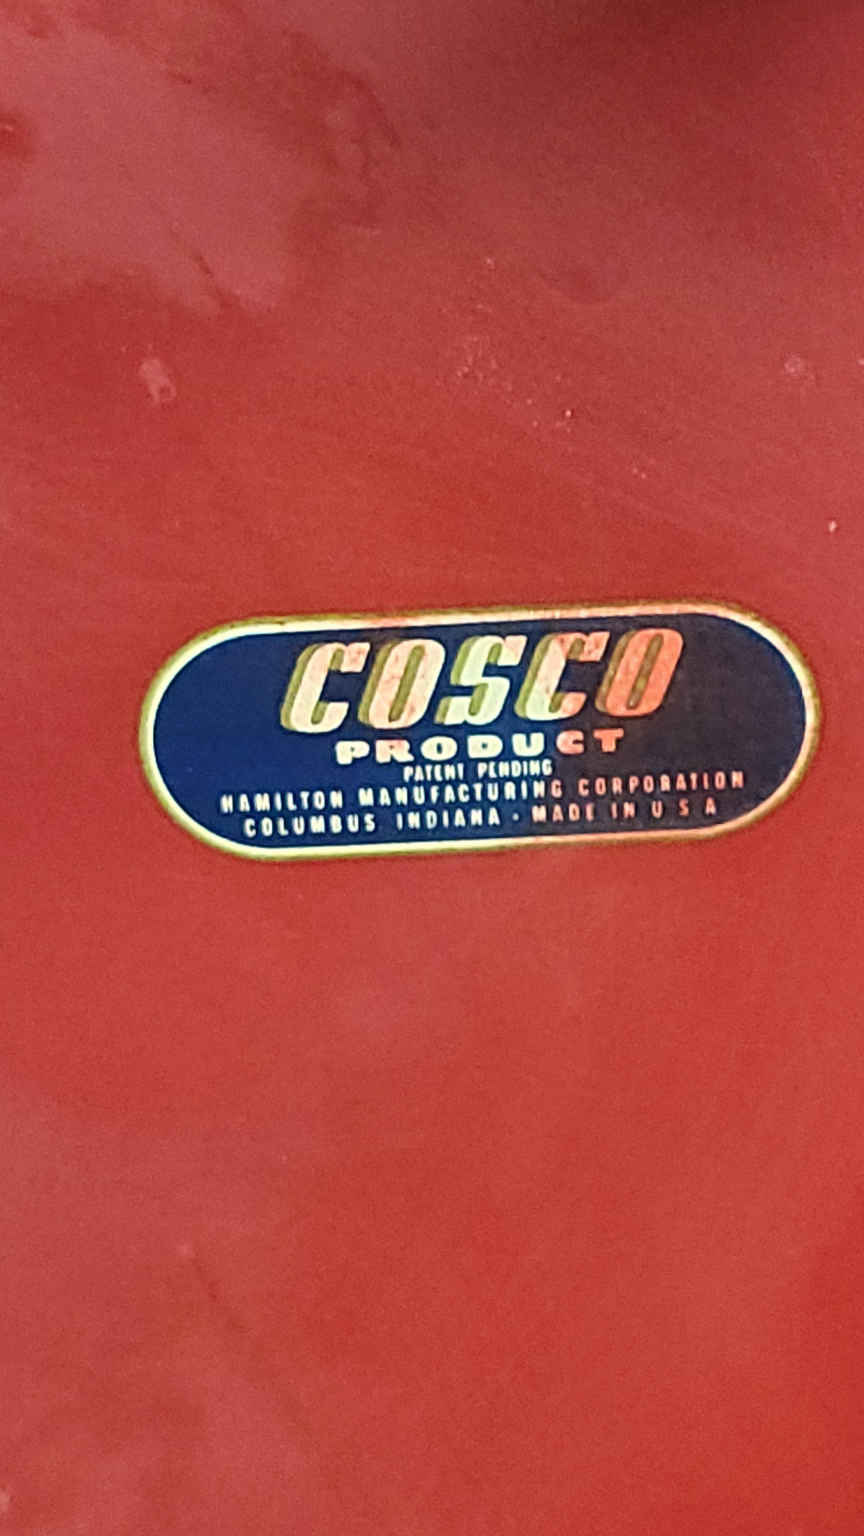 COSCO
PRODUCT
PATENT PENDING
HAMILTON MANUFACTURING CORPORATION
COLUMBUS INDIANA · MADE IN U S A